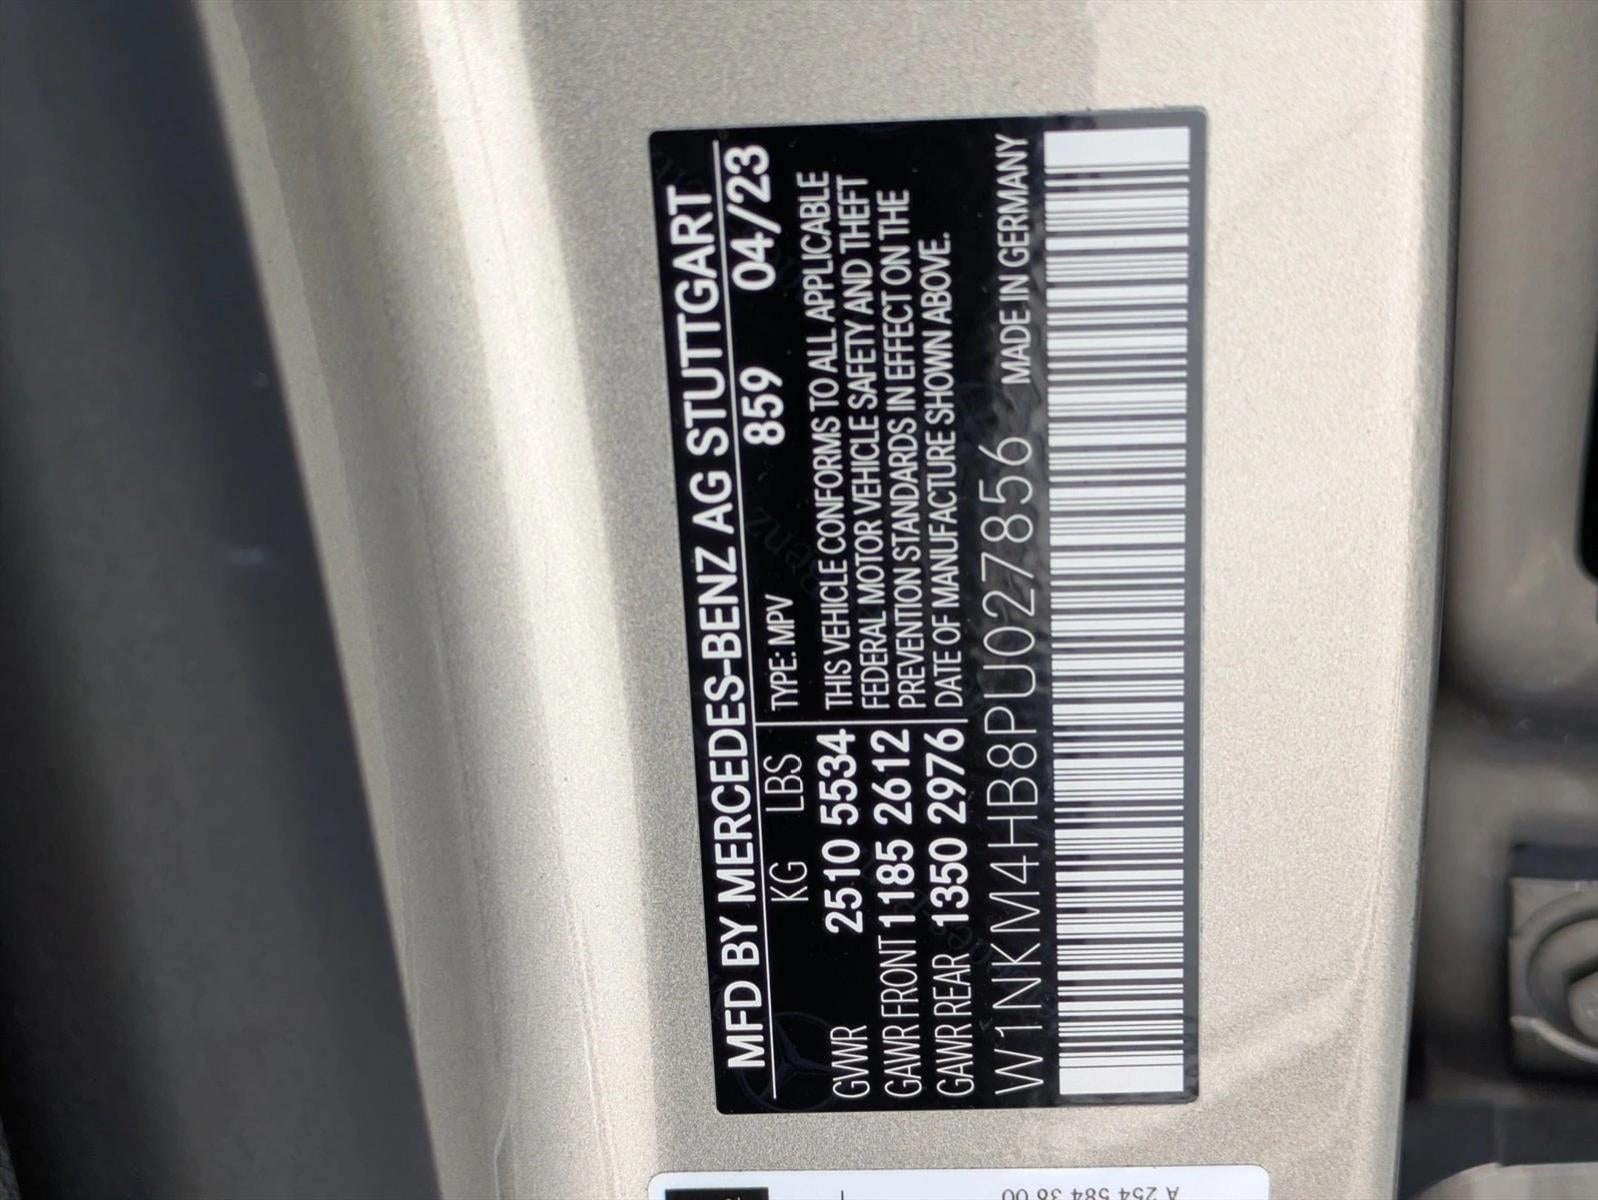 MFD BY MERCEDES-BENZ AG STUTTGART
KG LBS TYPE: MPV 859 04/23
GVWR 2510 5534 THIS VEHICLE CONFORMS TO ALL APPLICABLE
FEDERAL MOTOR VEHICLE SAFETY AND THEFT
GAWR FRONT 1185 2612 PREVENTION STANDARDS IN EFFECT ON THE
GAWR REAR 1350 2976 DATE OF MANUFACTURE SHOWN ABOVE.
W1NKM4HB8PU027856 MADE IN GERMANY
A 254 584 38 00